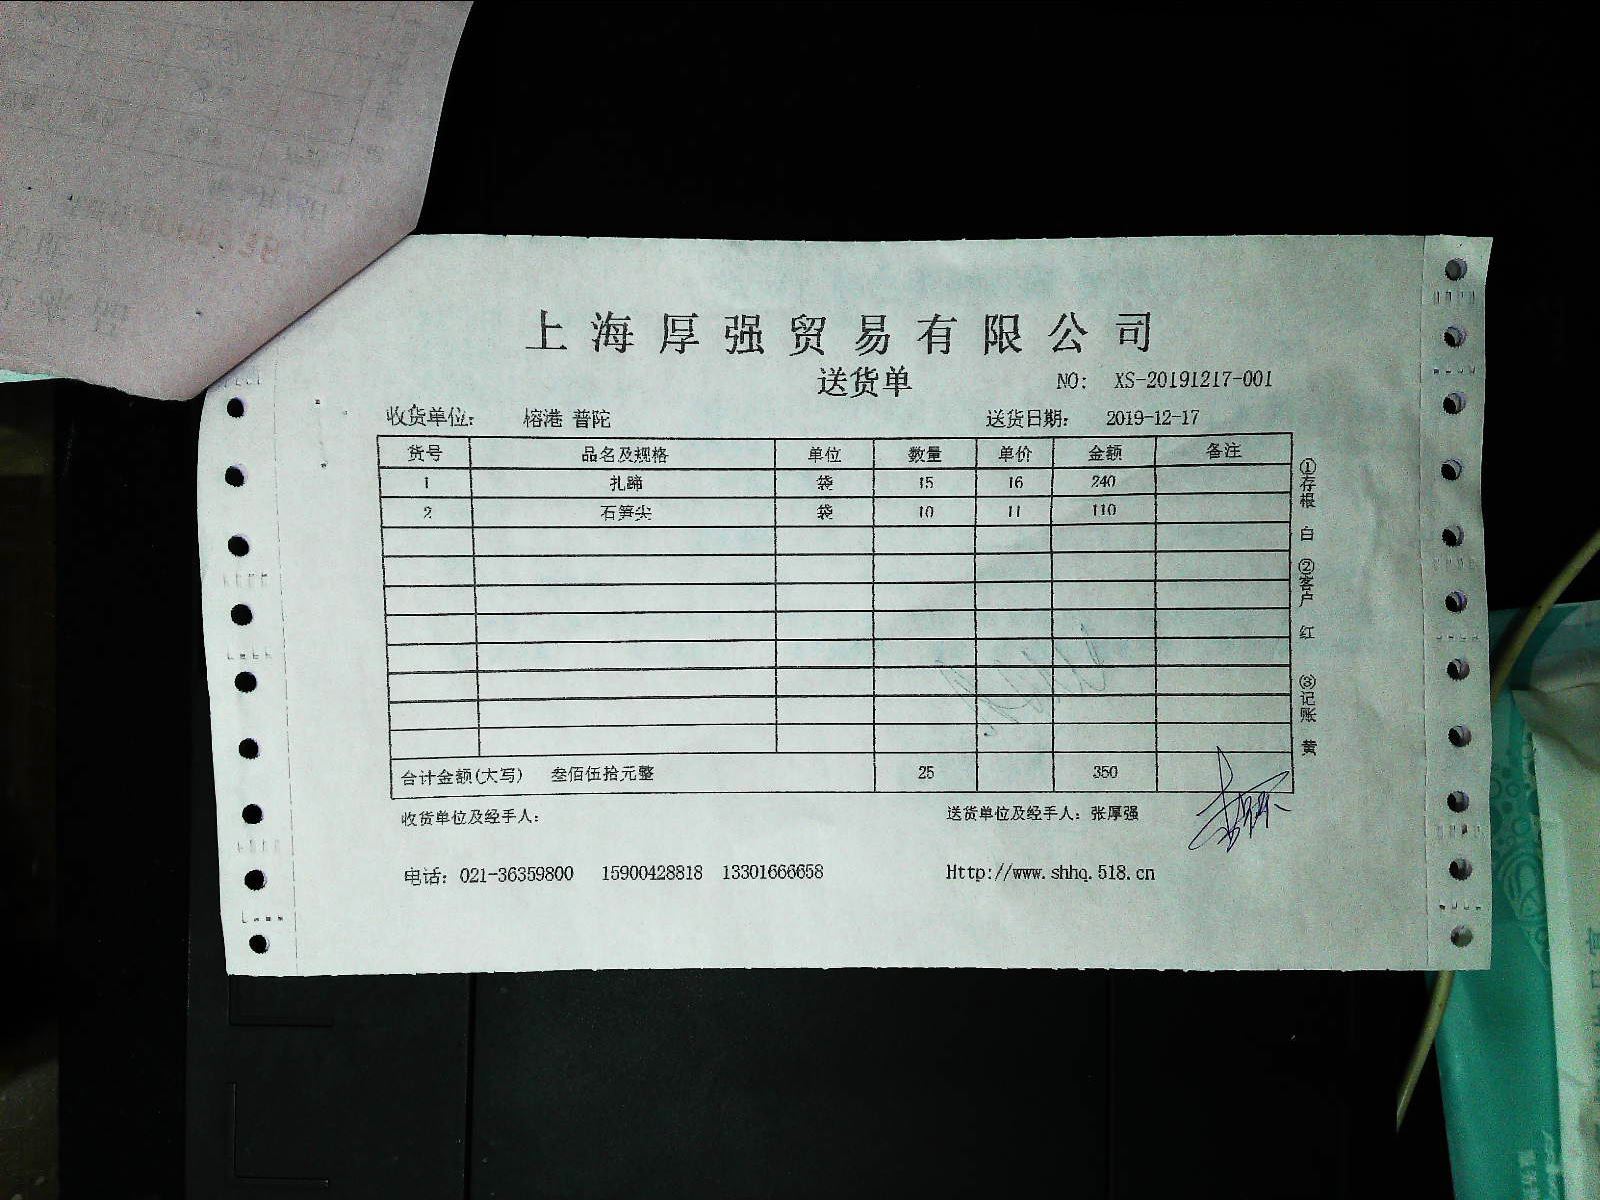 上海厚强贸易有限公司
送货单 NO: XS-20191217-001
收货单位: 榕港 普陀 送货日期: 2019-12-17
货号 品名及规格 单位 数量 单价 金额 备注
1 扎蹄 袋 15 16 240
2 石笋尖 袋 10 11 110
合计金额(大写) 叁佰伍拾元整 25 350
收货单位及经手人: 送货单位及经手人: 张厚强
电话: 021-36359800 15900428818 13301666658 Http://www.shhq.518.cn
①存根 白 ②客户 红 ③记账 黄